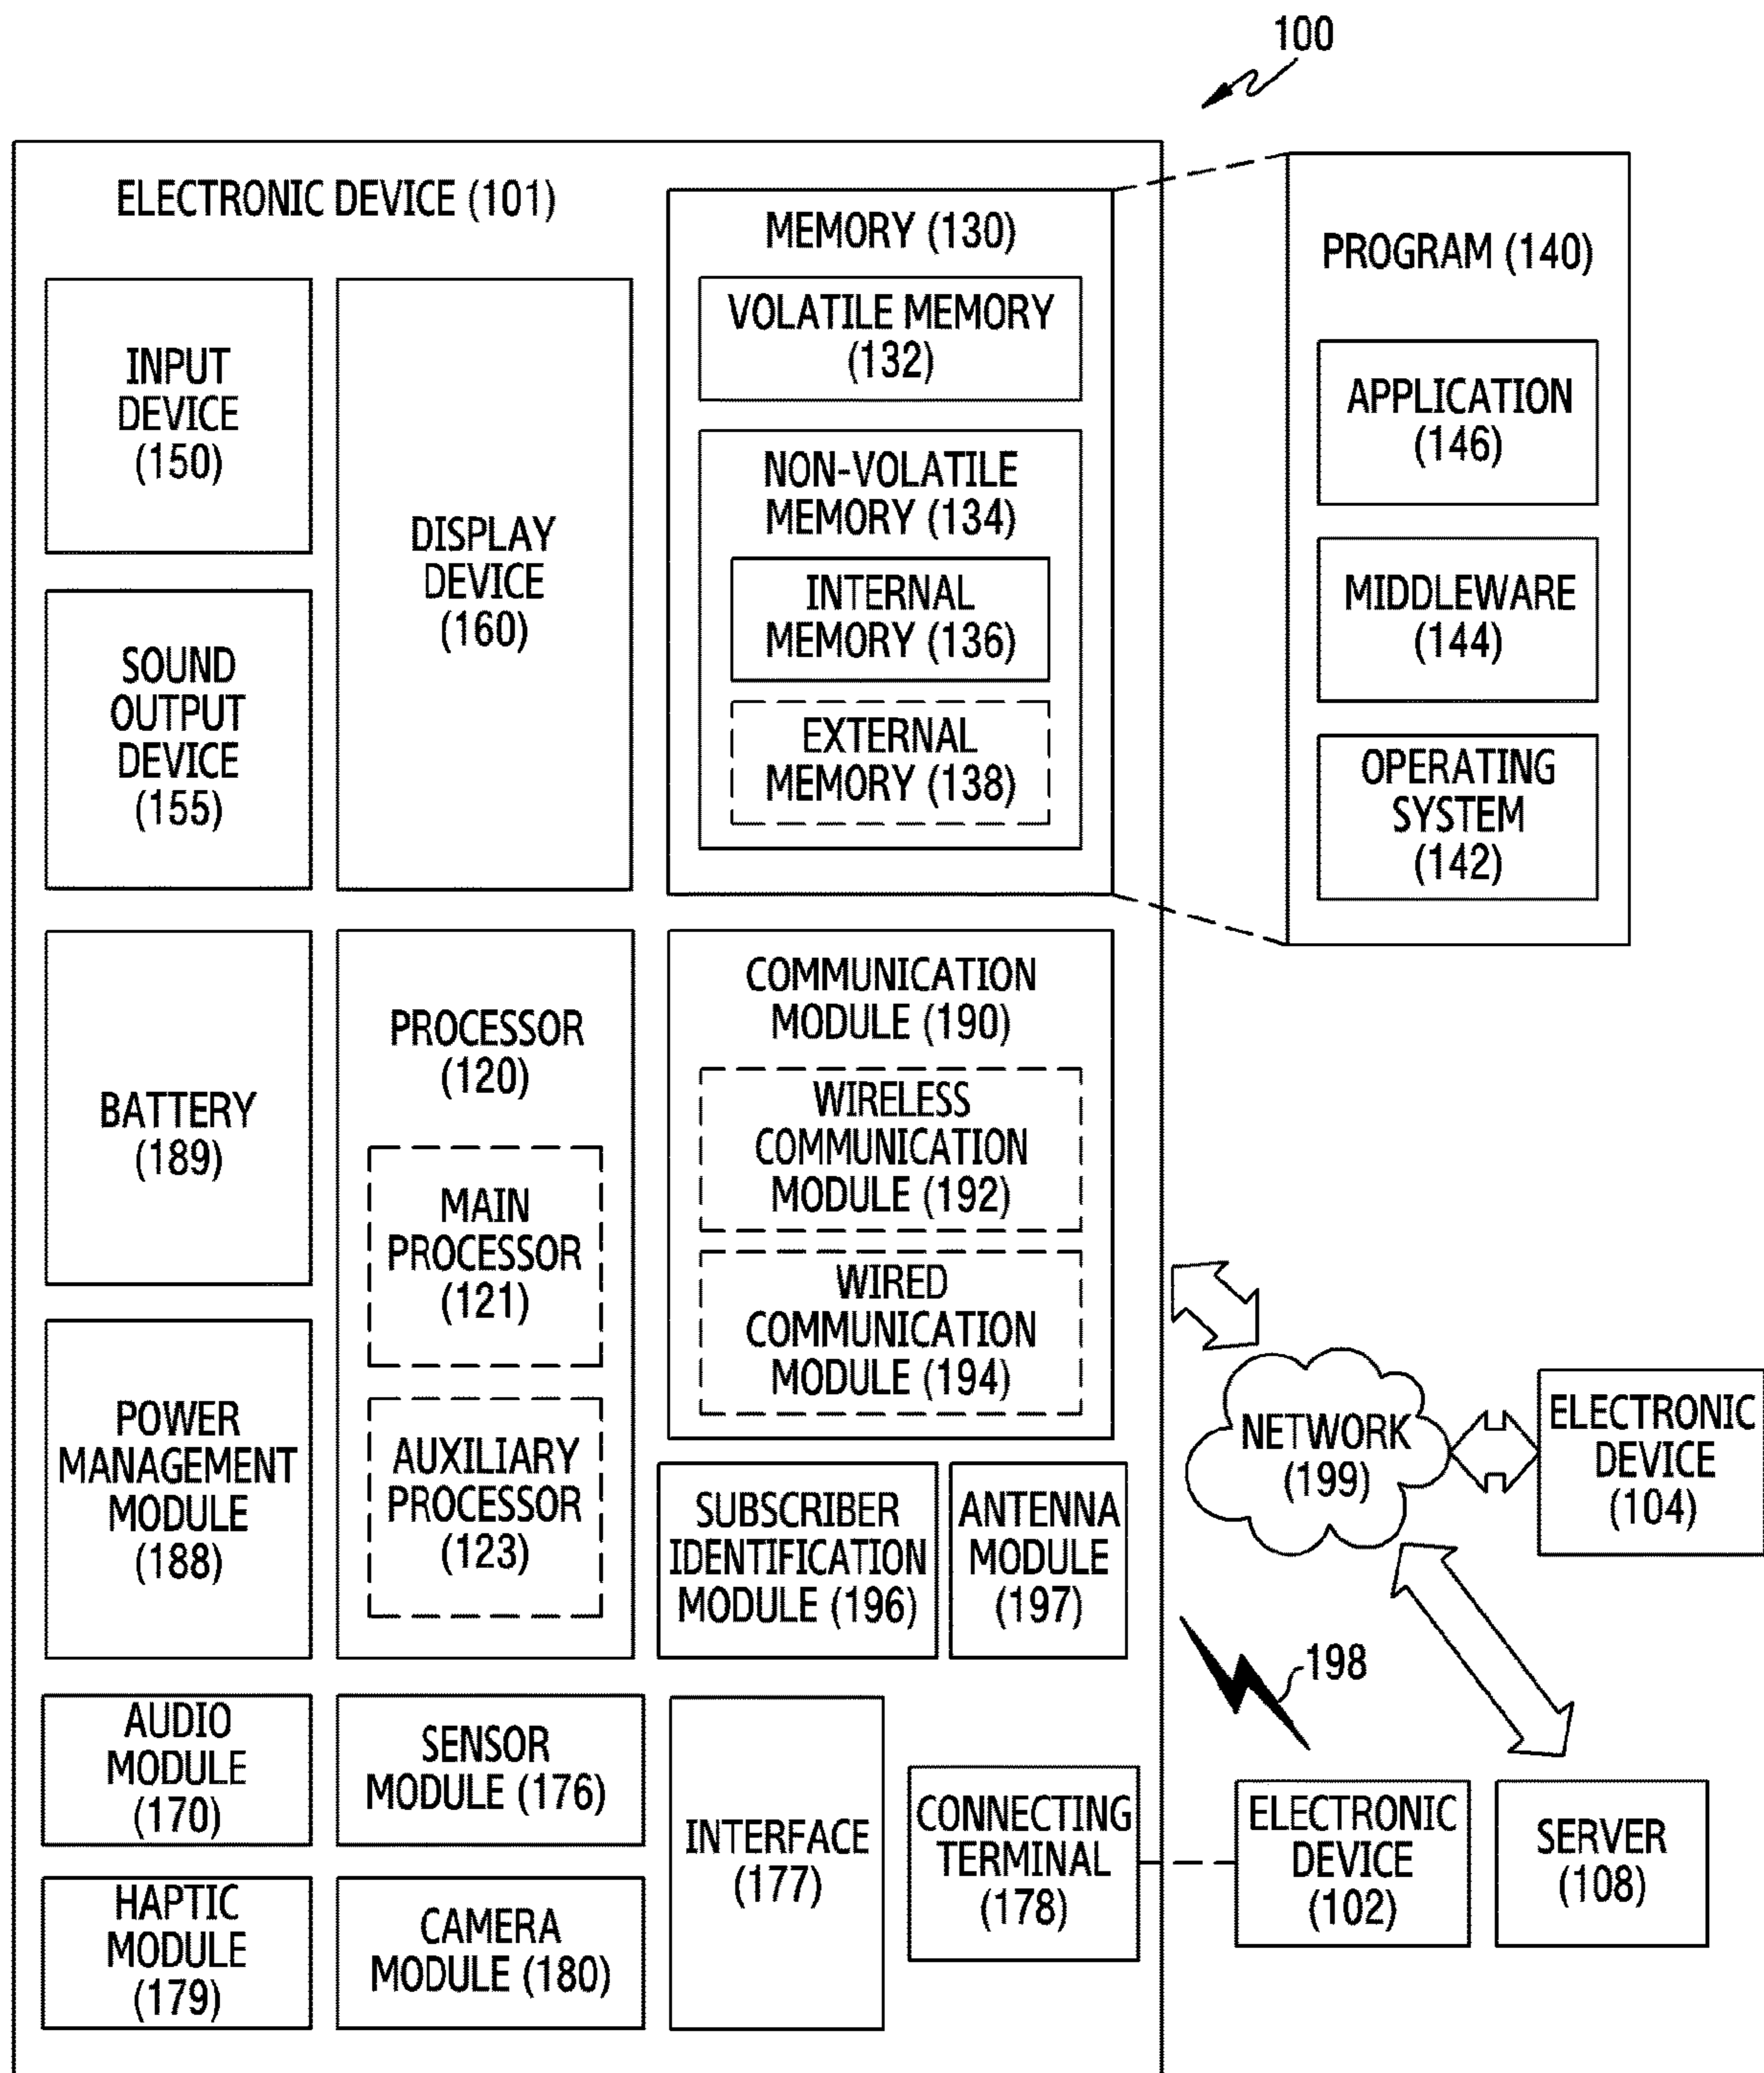 100
ELECTRONIC DEVICE (101)
INPUT
DEVICE
(150)
SOUND
OUTPUT
DEVICE
(155)
DISPLAY
DEVICE
(160)
MEMORY (130)
VOLATILE MEMORY
(132)
NON-VOLATILE
MEMORY (134)
INTERNAL
MEMORY (136)
EXTERNAL
MEMORY (138)
PROGRAM (140)
APPLICATION
(146)
MIDDLEWARE
(144)
OPERATING
SYSTEM
(142)
BATTERY
(189)
POWER
MANAGEMENT
MODULE
(188)
PROCESSOR
(120)
MAIN
PROCESSOR
(121)
AUXILIARY
PROCESSOR
(123)
COMMUNICATION
MODULE (190)
WIRELESS
COMMUNICATION
MODULE (192)
WIRED
COMMUNICATION
MODULE (194)
SUBSCRIBER
IDENTIFICATION
MODULE (196)
ANTENNA
MODULE
(197)
NETWORK
(199)
ELECTRONIC
DEVICE
(104)
198
AUDIO
MODULE
(170)
SENSOR
MODULE (176)
HAPTIC
MODULE
(179)
CAMERA
MODULE (180)
INTERFACE
(177)
CONNECTING
TERMINAL
(178)
ELECTRONIC
DEVICE
(102)
SERVER
(108)